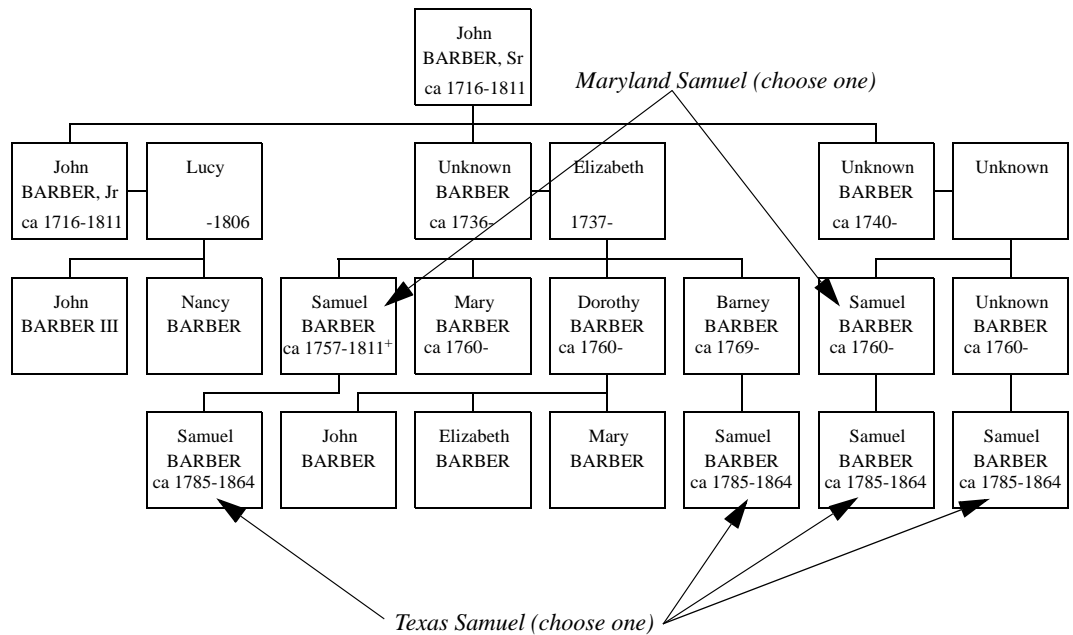 John
BARBER, Sr
ca 1716-1811
Maryland Samuel (choose one)
John
BARBER, Jr
ca 1716-1811
Lucy
-1806
Unknown
BARBER
ca 1736-
Elizabeth
1737-
Unknown
BARBER
ca 1740-
Unknown
John
BARBER III
Nancy
BARBER
Samuel
BARBER
ca 1757-1811+
Mary
BARBER
ca 1760-
Dorothy
BARBER
ca 1760-
Barney
BARBER
ca 1769-
Samuel
BARBER
ca 1760-
Unknown
BARBER
ca 1760-
Samuel
BARBER
ca 1785-1864
John
BARBER
Elizabeth
BARBER
Mary
BARBER
Samuel
BARBER
ca 1785-1864
Samuel
BARBER
ca 1785-1864
Samuel
BARBER
ca 1785-1864
Texas Samuel (choose one)